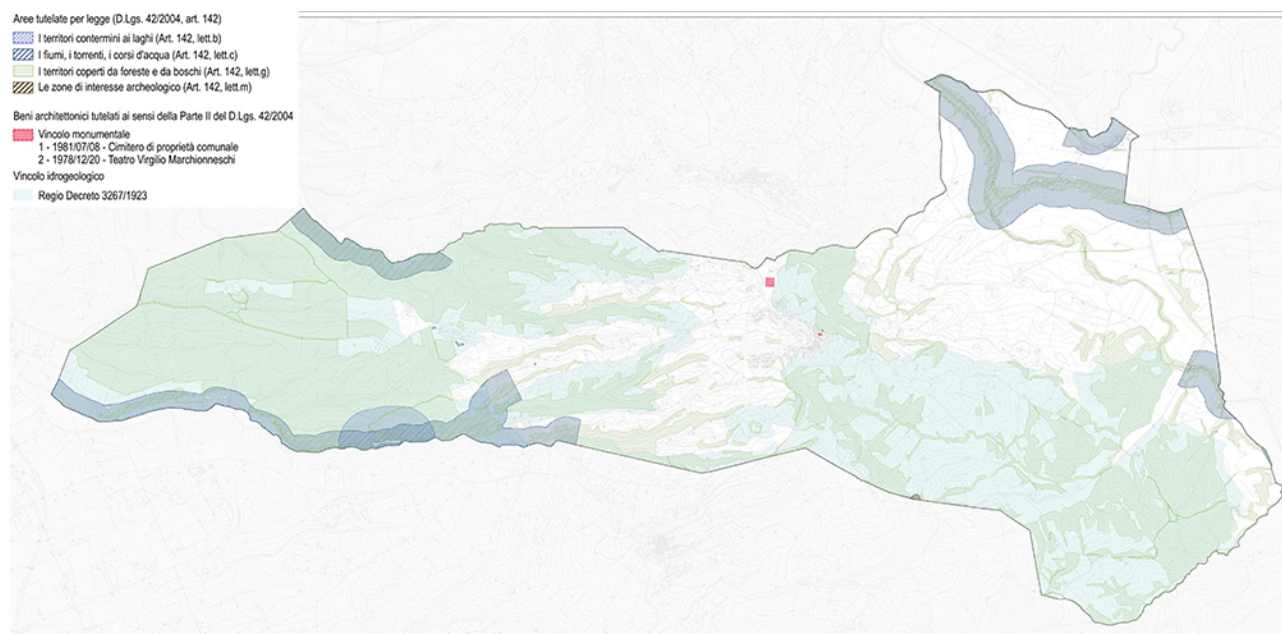 Aree tutelate per legge (D.Lgs. 42/2004, art. 142)
I territori contermini ai laghi (Art. 142, lett.b)
I fiumi, i torrenti, i corsi d'acqua (Art. 142, lett.c)
I territori coperti da foreste e da boschi (Art. 142, lett.g)
Le zone di interesse archeologico (Art. 142, lett.m)
Beni architettonici tutelati ai sensi della Parte II del D.Lgs. 42/2004
Vincolo monumentale
1 - 1981/07/08 - Cimitero di proprietà comunale
2 - 1978/12/20 - Teatro Virgilio Marchionneschi
Vincolo idrogeologico
Regio Decreto 3267/1923